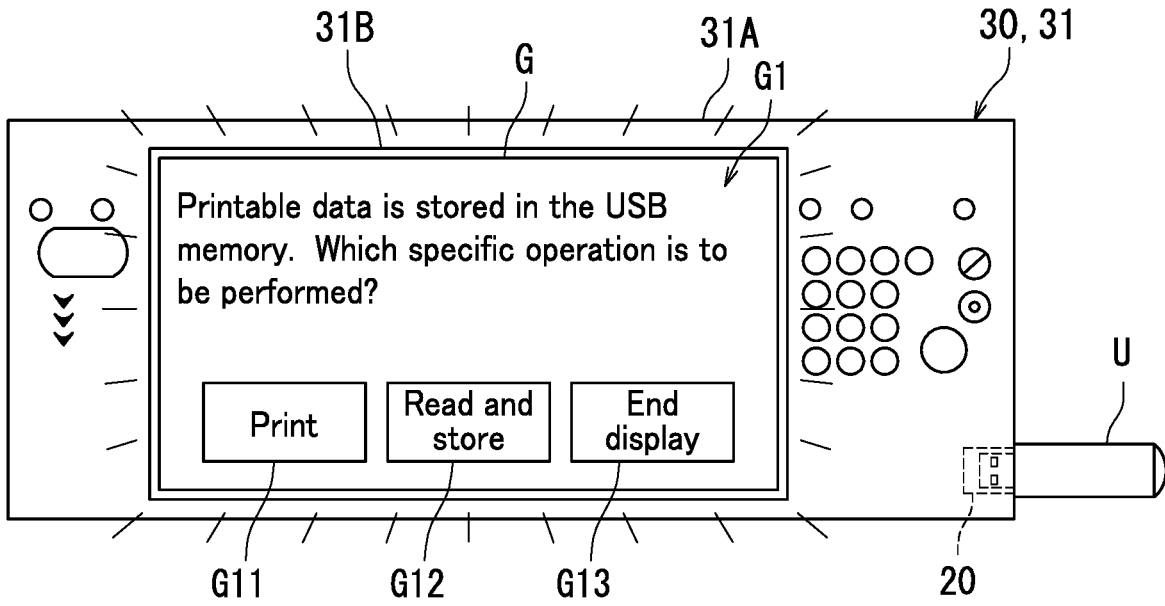 31B
G
31A
G1
30, 31
Printable data is stored in the USB
memory. Which specific operation is to
be performed?
Print
Read and
store
End
display
U
G11
G12
G13
20